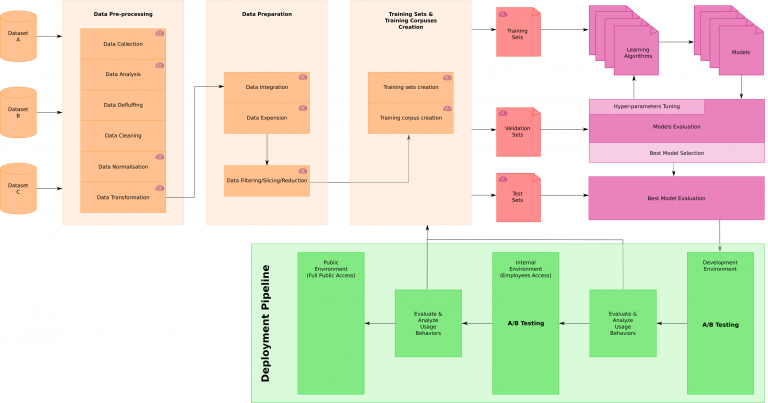 Dataset
A
Dataset
B
Dataset
C
Data Pre-processing
Data Collection
Data Analysis
Data Defluffing
Data Cleaning
Data Normalisation
Data Transformation
Data Preparation
Data Integration
Data Expension
Data Filtering/Slicing/Reduction
Training Sets &
Training Corpuses
Creation
Training sets creation
Training corpus creation
Training
Sets
Validation
Sets
Test
Sets
Learning
Algorithms
Models
Hyper-parameters Tuning
Models Evaluation
Best Model Selection
Best Model Evaluation
Deployment Pipeline
Public
Environment
(Full Public Access)
Evaluate &
Analyze
Usage
Behaviors
Internal
Environment
(Employees Access)
A/B Testing
Evaluate &
Analyze
Usage
Behaviors
Development
Environment
A/B Testing